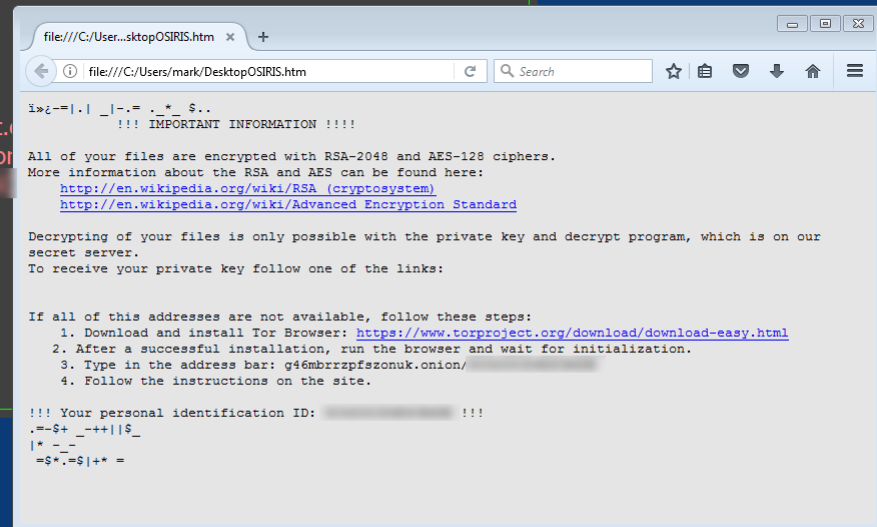 file:///C:/User...sktopOSIRIS.htm × +
file:///C:/Users/mark/DesktopOSIRIS.htm Search
ï»¿-=|.| _|-.= ._*_ $..
!!! IMPORTANT INFORMATION !!!!
All of your files are encrypted with RSA-2048 and AES-128 ciphers.
More information about the RSA and AES can be found here:
http://en.wikipedia.org/wiki/RSA (cryptosystem)
http://en.wikipedia.org/wiki/Advanced Encryption Standard
Decrypting of your files is only possible with the private key and decrypt program, which is on our
secret server.
To receive your private key follow one of the links:
If all of this addresses are not available, follow these steps:
1. Download and install Tor Browser: https://www.torproject.org/download/download-easy.html
2. After a successful installation, run the browser and wait for initialization.
3. Type in the address bar: g46mbrrzpfszonuk.onion/
4. Follow the instructions on the site.
!!! Your personal identification ID: !!!
.=-$+ _-++||$_
|* -_-
=$*.=$|+* =